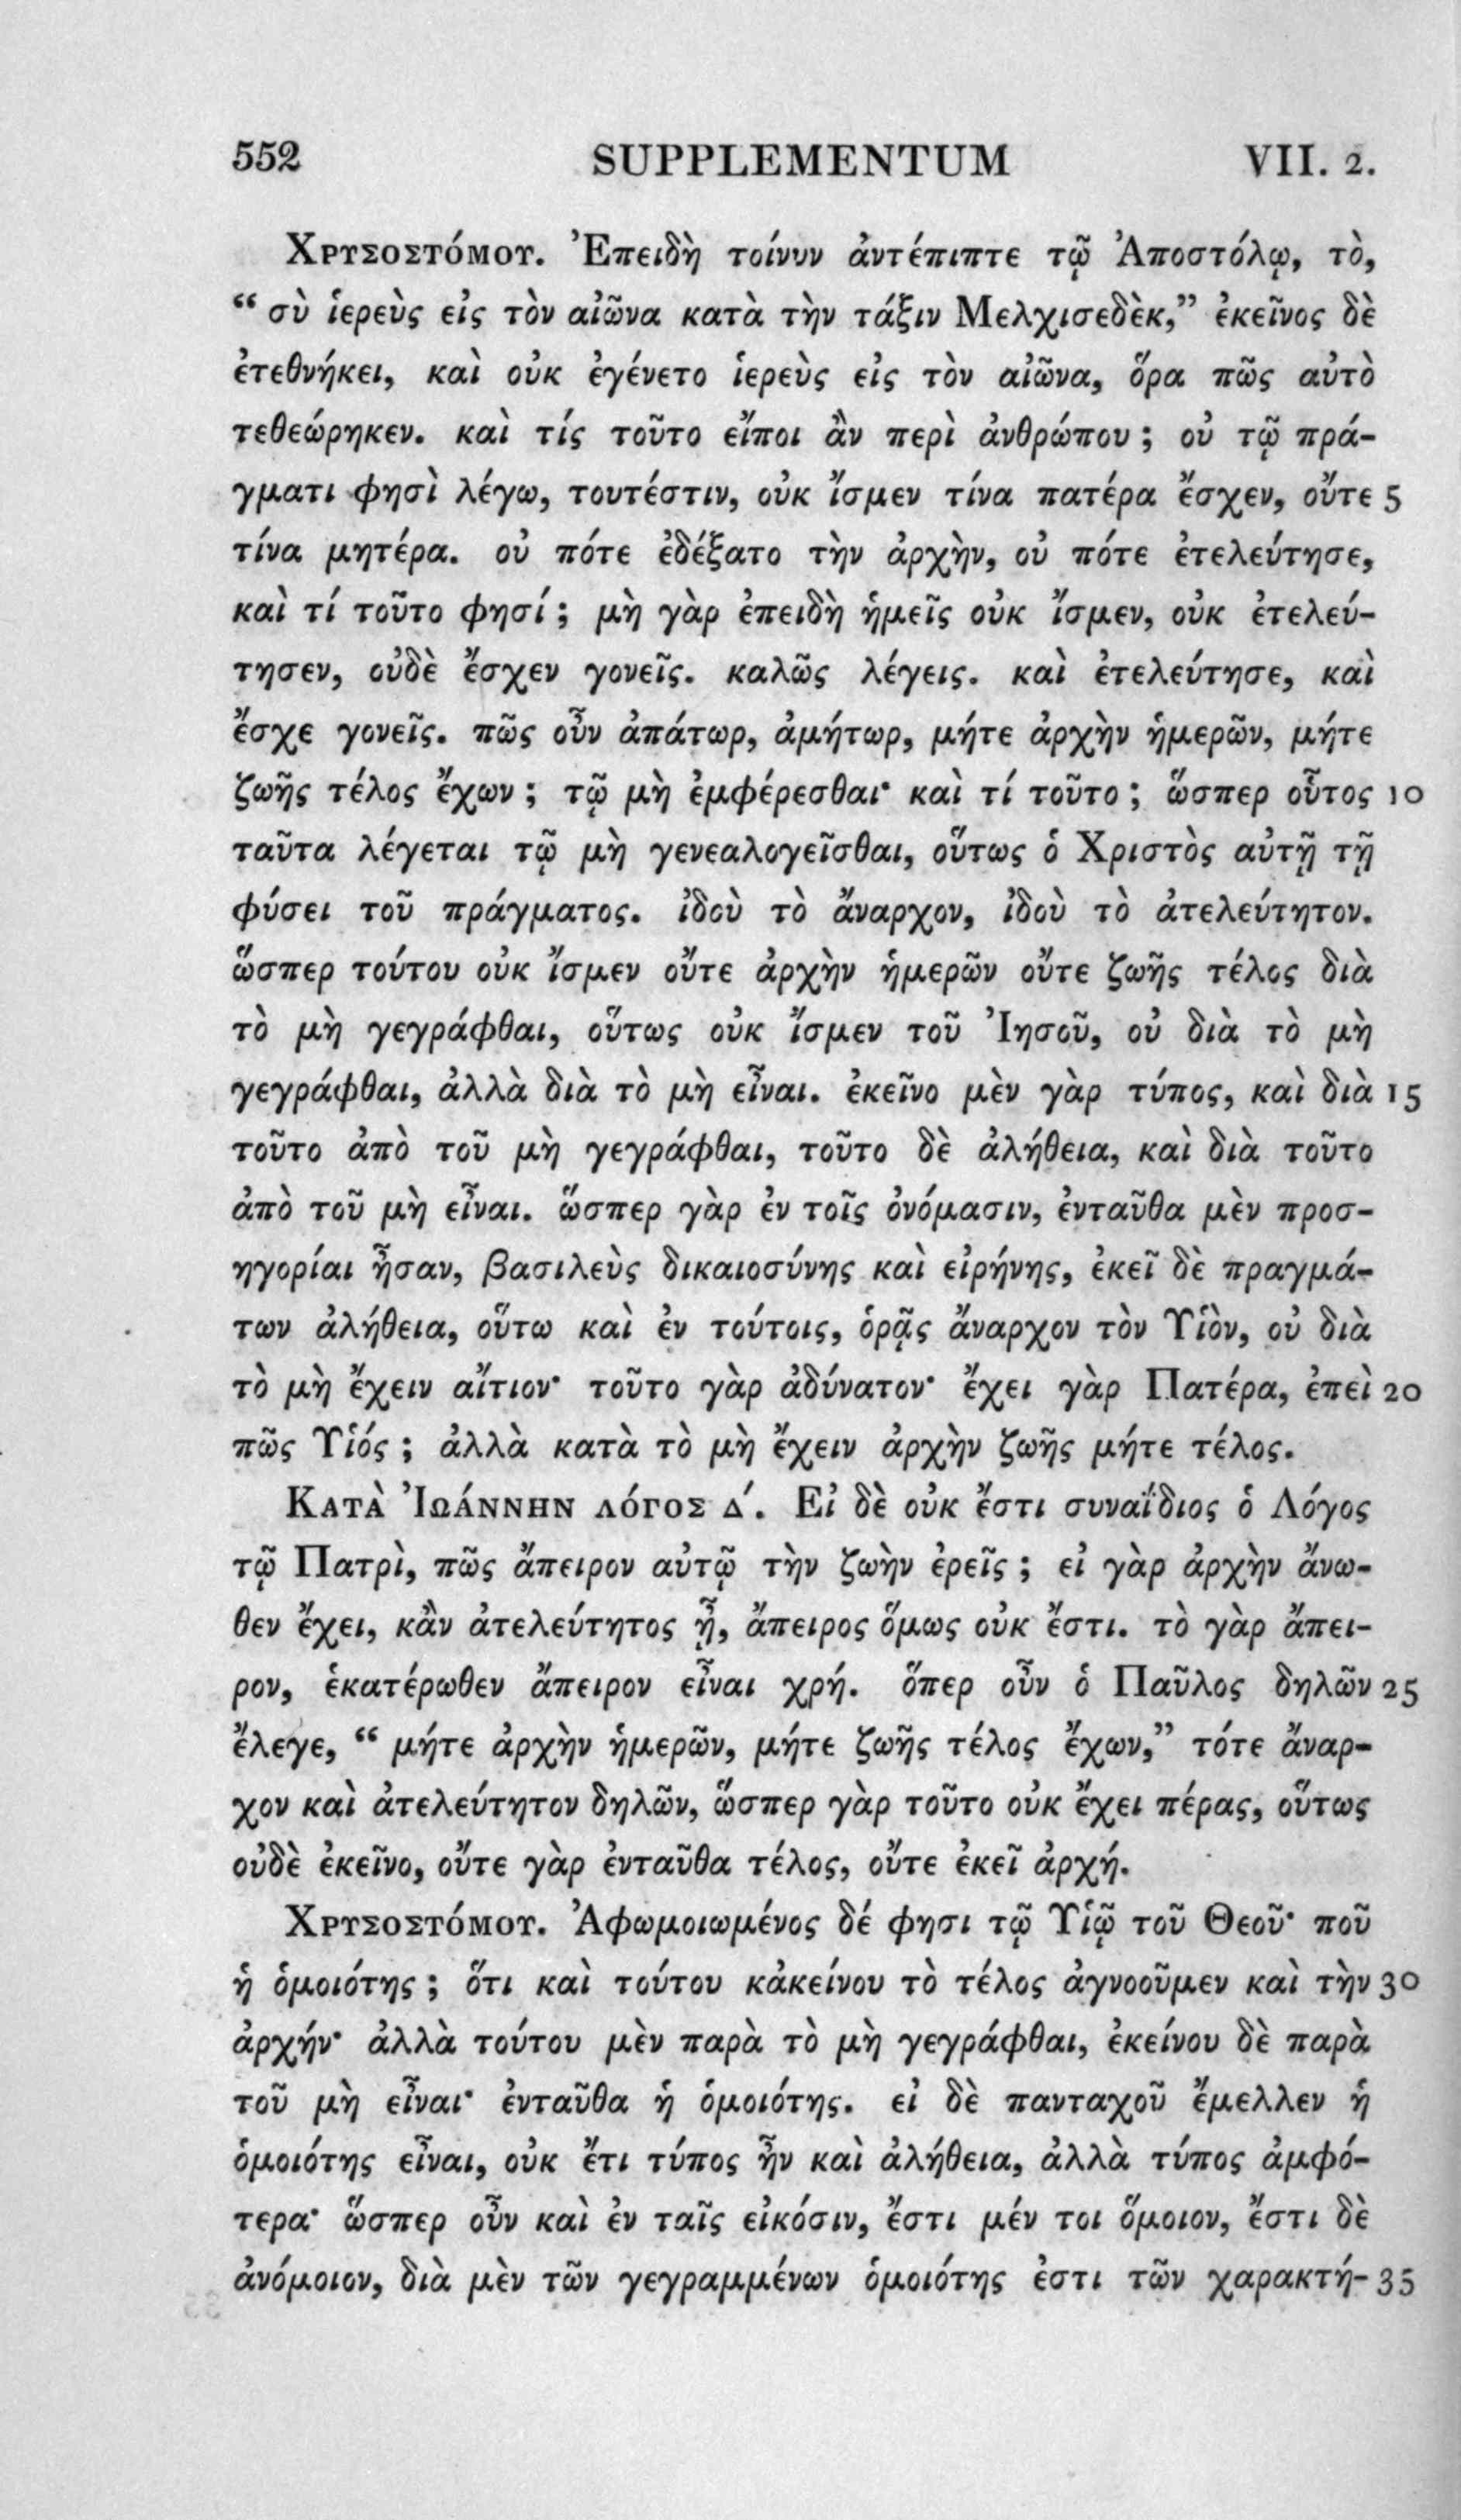 552 SUPPLEMENTUM VII. 2.
Χρυσοστόμου. Ἐπειδὴ τοίνυν ἀντέπιπτε τῷ Ἀποστόλῳ, τὸ,
“ σὺ ἱερεὺς εἰς τὸν αἰῶνα κατὰ τὴν τάξιν Μελχισεδὲκ,” ἐκεῖνος δὲ
ἐτεθνήκει, καὶ οὐκ ἐγένετο ἱερεὺς εἰς τὸν αἰῶνα, ὅρα πῶς αὐτὸ
τεθεώρηκεν. καὶ τίς τοῦτο εἴποι ἂν περὶ ἀνθρώπου ; οὐ τῷ πρά-
γματι φησὶ λέγω, τουτέστιν, οὐκ ἴσμεν τίνα πατέρα ἔσχεν, οὔτε 5
τίνα μητέρα. οὐ πότε ἐδέξατο τὴν ἀρχὴν, οὐ πότε ἐτελεύτησε,
καὶ τί τοῦτο φησί ; μὴ γὰρ ἐπειδὴ ἡμεῖς οὐκ ἴσμεν, οὐκ ἐτελεύ-
τησεν, οὐδὲ ἔσχεν γονεῖς. καλῶς λέγεις. καὶ ἐτελεύτησε, καὶ
ἔσχε γονεῖς. πῶς οὖν ἀπάτωρ, ἀμήτωρ, μήτε ἀρχὴν ἡμερῶν, μήτε
ζωῆς τέλος ἔχων ; τῷ μὴ ἐμφέρεσθαι· καὶ τί τοῦτο ; ὥσπερ οὗτος 10
ταῦτα λέγεται τῷ μὴ γενεαλογεῖσθαι, οὕτως ὁ Χριστὸς αὐτῇ τῇ
φύσει τοῦ πράγματος. ἰδοὺ τὸ ἄναρχον, ἰδοὺ τὸ ἀτελεύτητον.
ὥσπερ τούτου οὐκ ἴσμεν οὔτε ἀρχὴν ἡμερῶν οὔτε ζωῆς τέλος διὰ
τὸ μὴ γεγράφθαι, οὕτως οὐκ ἴσμεν τοῦ Ἰησοῦ, οὐ διὰ τὸ μὴ
γεγράφθαι, ἀλλὰ διὰ τὸ μὴ εἶναι. ἐκεῖνο μὲν γὰρ τύπος, καὶ διὰ 15
τοῦτο ἀπὸ τοῦ μὴ γεγράφθαι, τοῦτο δὲ ἀλήθεια, καὶ διὰ τοῦτο
ἀπὸ τοῦ μὴ εἶναι. ὥσπερ γὰρ ἐν τοῖς ὀνόμασιν, ἐνταῦθα μὲν προσ-
ηγορίαι ἦσαν, βασιλεὺς δικαιοσύνης καὶ εἰρήνης, ἐκεῖ δὲ πραγμά-
των ἀλήθεια, οὕτω καὶ ἐν τούτοις, ὁρᾷς ἄναρχον τὸν Υἱὸν, οὐ διὰ
τὸ μὴ ἔχειν αἴτιον· τοῦτο γὰρ ἀδύνατον· ἔχει γὰρ Πατέρα, ἐπεὶ 20
πῶς Υἱός ; ἀλλὰ κατὰ τὸ μὴ ἔχειν ἀρχὴν ζωῆς μήτε τέλος.
Κατὰ Ἰωάννην λόγος δ´. Εἰ δὲ οὐκ ἔστι συναΐδιος ὁ Λόγος
τῷ Πατρὶ, πῶς ἄπειρον αὐτῷ τὴν ζωὴν ἐρεῖς ; εἰ γὰρ ἀρχὴν ἄνω-
θεν ἔχει, κἂν ἀτελεύτητος ᾖ, ἄπειρος ὅμως οὐκ ἔστι. τὸ γὰρ ἄπει-
ρον, ἑκατέρωθεν ἄπειρον εἶναι χρή. ὅπερ οὖν ὁ Παῦλος δηλῶν 25
ἔλεγε, “ μήτε ἀρχὴν ἡμερῶν, μήτε ζωῆς τέλος ἔχων,” τότε ἄναρ-
χον καὶ ἀτελεύτητον δηλῶν, ὥσπερ γὰρ τοῦτο οὐκ ἔχει πέρας, οὕτως
οὐδὲ ἐκεῖνο, οὔτε γὰρ ἐνταῦθα τέλος, οὔτε ἐκεῖ ἀρχή.
Χρυσοστόμου. Ἀφωμοιωμένος δέ φησι τῷ Υἱῷ τοῦ Θεοῦ· ποῦ
ἡ ὁμοιότης ; ὅτι καὶ τούτου κἀκείνου τὸ τέλος ἀγνοοῦμεν καὶ τὴν 30
ἀρχήν· ἀλλὰ τούτου μὲν παρὰ τὸ μὴ γεγράφθαι, ἐκείνου δὲ παρὰ
τοῦ μὴ εἶναι· ἐνταῦθα ἡ ὁμοιότης. εἰ δὲ πανταχοῦ ἔμελλεν ἡ
ὁμοιότης εἶναι, οὐκ ἔτι τύπος ἦν καὶ ἀλήθεια, ἀλλὰ τύπος ἀμφό-
τερα· ὥσπερ οὖν καὶ ἐν ταῖς εἰκόσιν, ἔστι μέν τοι ὅμοιον, ἔστι δὲ
ἀνόμοιον, διὰ μὲν τῶν γεγραμμένων ὁμοιότης ἐστι τῶν χαρακτή- 35